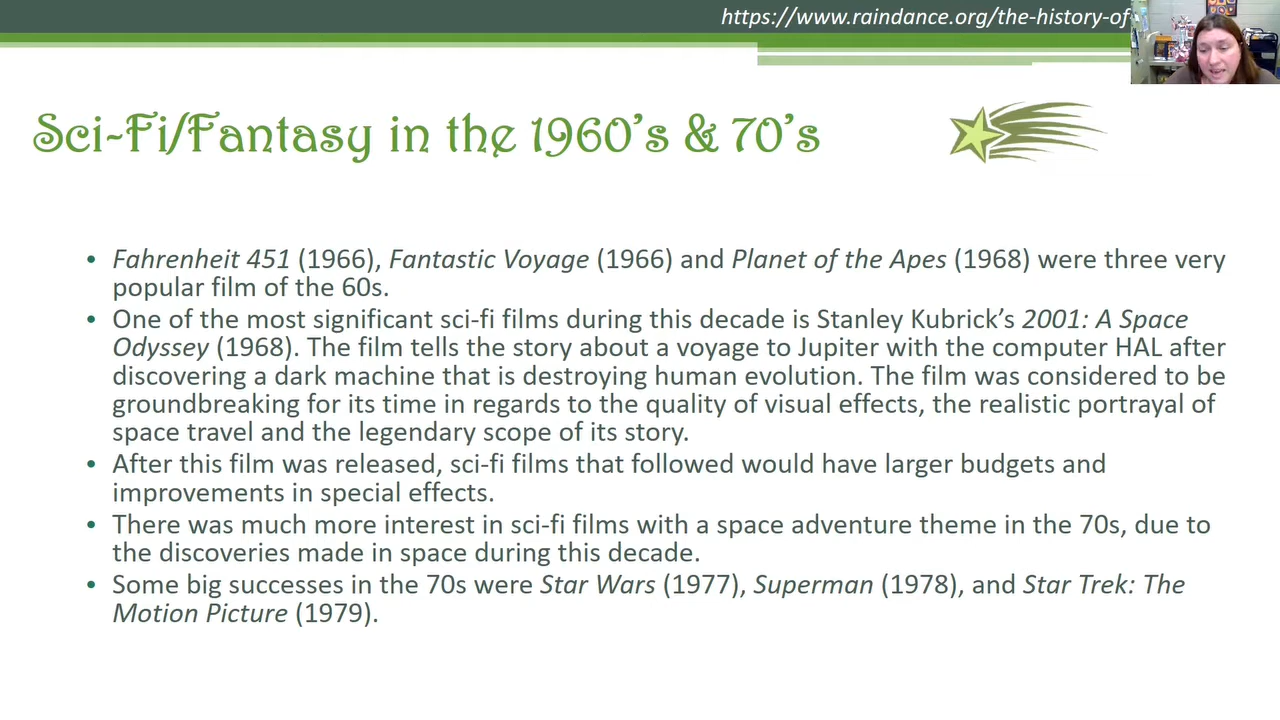 https://www.raindance.org/the-history-of
Sci-Fi/Fantasy in the 1960's & 70's
• Fahrenheit 451 (1966), Fantastic Voyage (1966) and Planet of the Apes (1968) were three very
popular film of the 60s.
• One of the most significant sci-fi films during this decade is Stanley Kubrick's 2001: A Space
Odyssey (1968). The film tells the story about a voyage to Jupiter with the computer HAL after
discovering a dark machine that is destroying human evolution. The film was considered to be
groundbreaking for its time in regards to the quality of visual effects, the realistic portrayal of
space travel and the legendary scope of its story.
• After this film was released, sci-fi films that followed would have larger budgets and
improvements in special effects.
• There was much more interest in sci-fi films with a space adventure theme in the 70s, due to
the discoveries made in space during this decade.
• Some big successes in the 70s were Star Wars (1977), Superman (1978), and Star Trek: The
Motion Picture (1979).